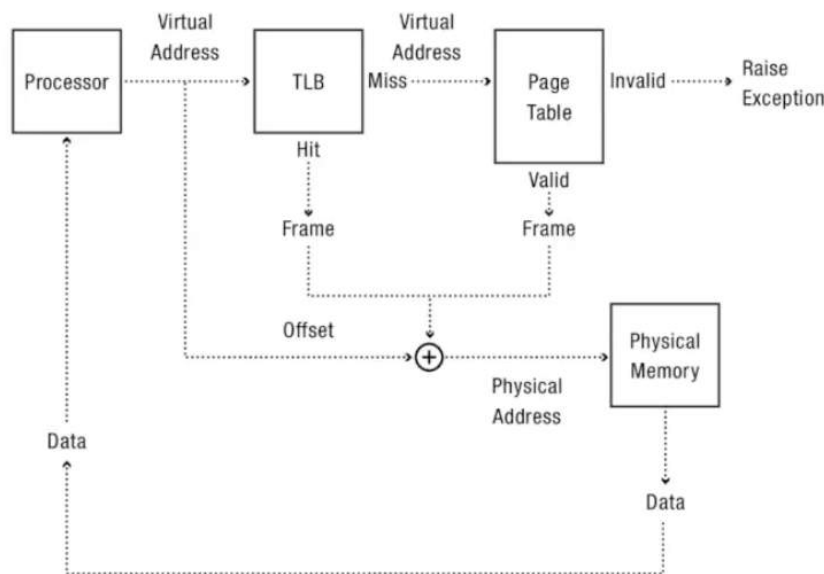 Virtual
Address
Virtual
Address
Processor
TLB
Miss
Page
Table
Invalid
Raise
Exception
Hit
Valid
Frame
Frame
Offset
Physical
Memory
Physical
Address
Data
Data